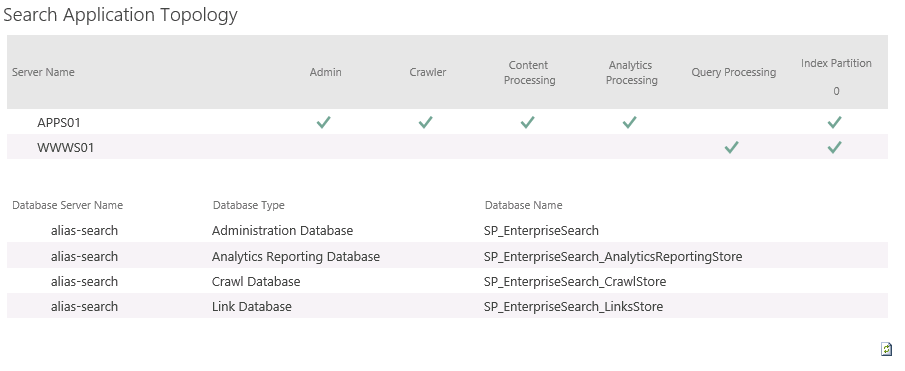 Search Application Topology
Server Name Admin Crawler Content Processing Analytics Processing Query Processing Index Partition 0
APPS01
WWWS01
Database Server Name Database Type Database Name
alias-search Administration Database SP_EnterpriseSearch
alias-search Analytics Reporting Database SP_EnterpriseSearch_AnalyticsReportingStore
alias-search Crawl Database SP_EnterpriseSearch_CrawlStore
alias-search Link Database SP_EnterpriseSearch_LinksStore